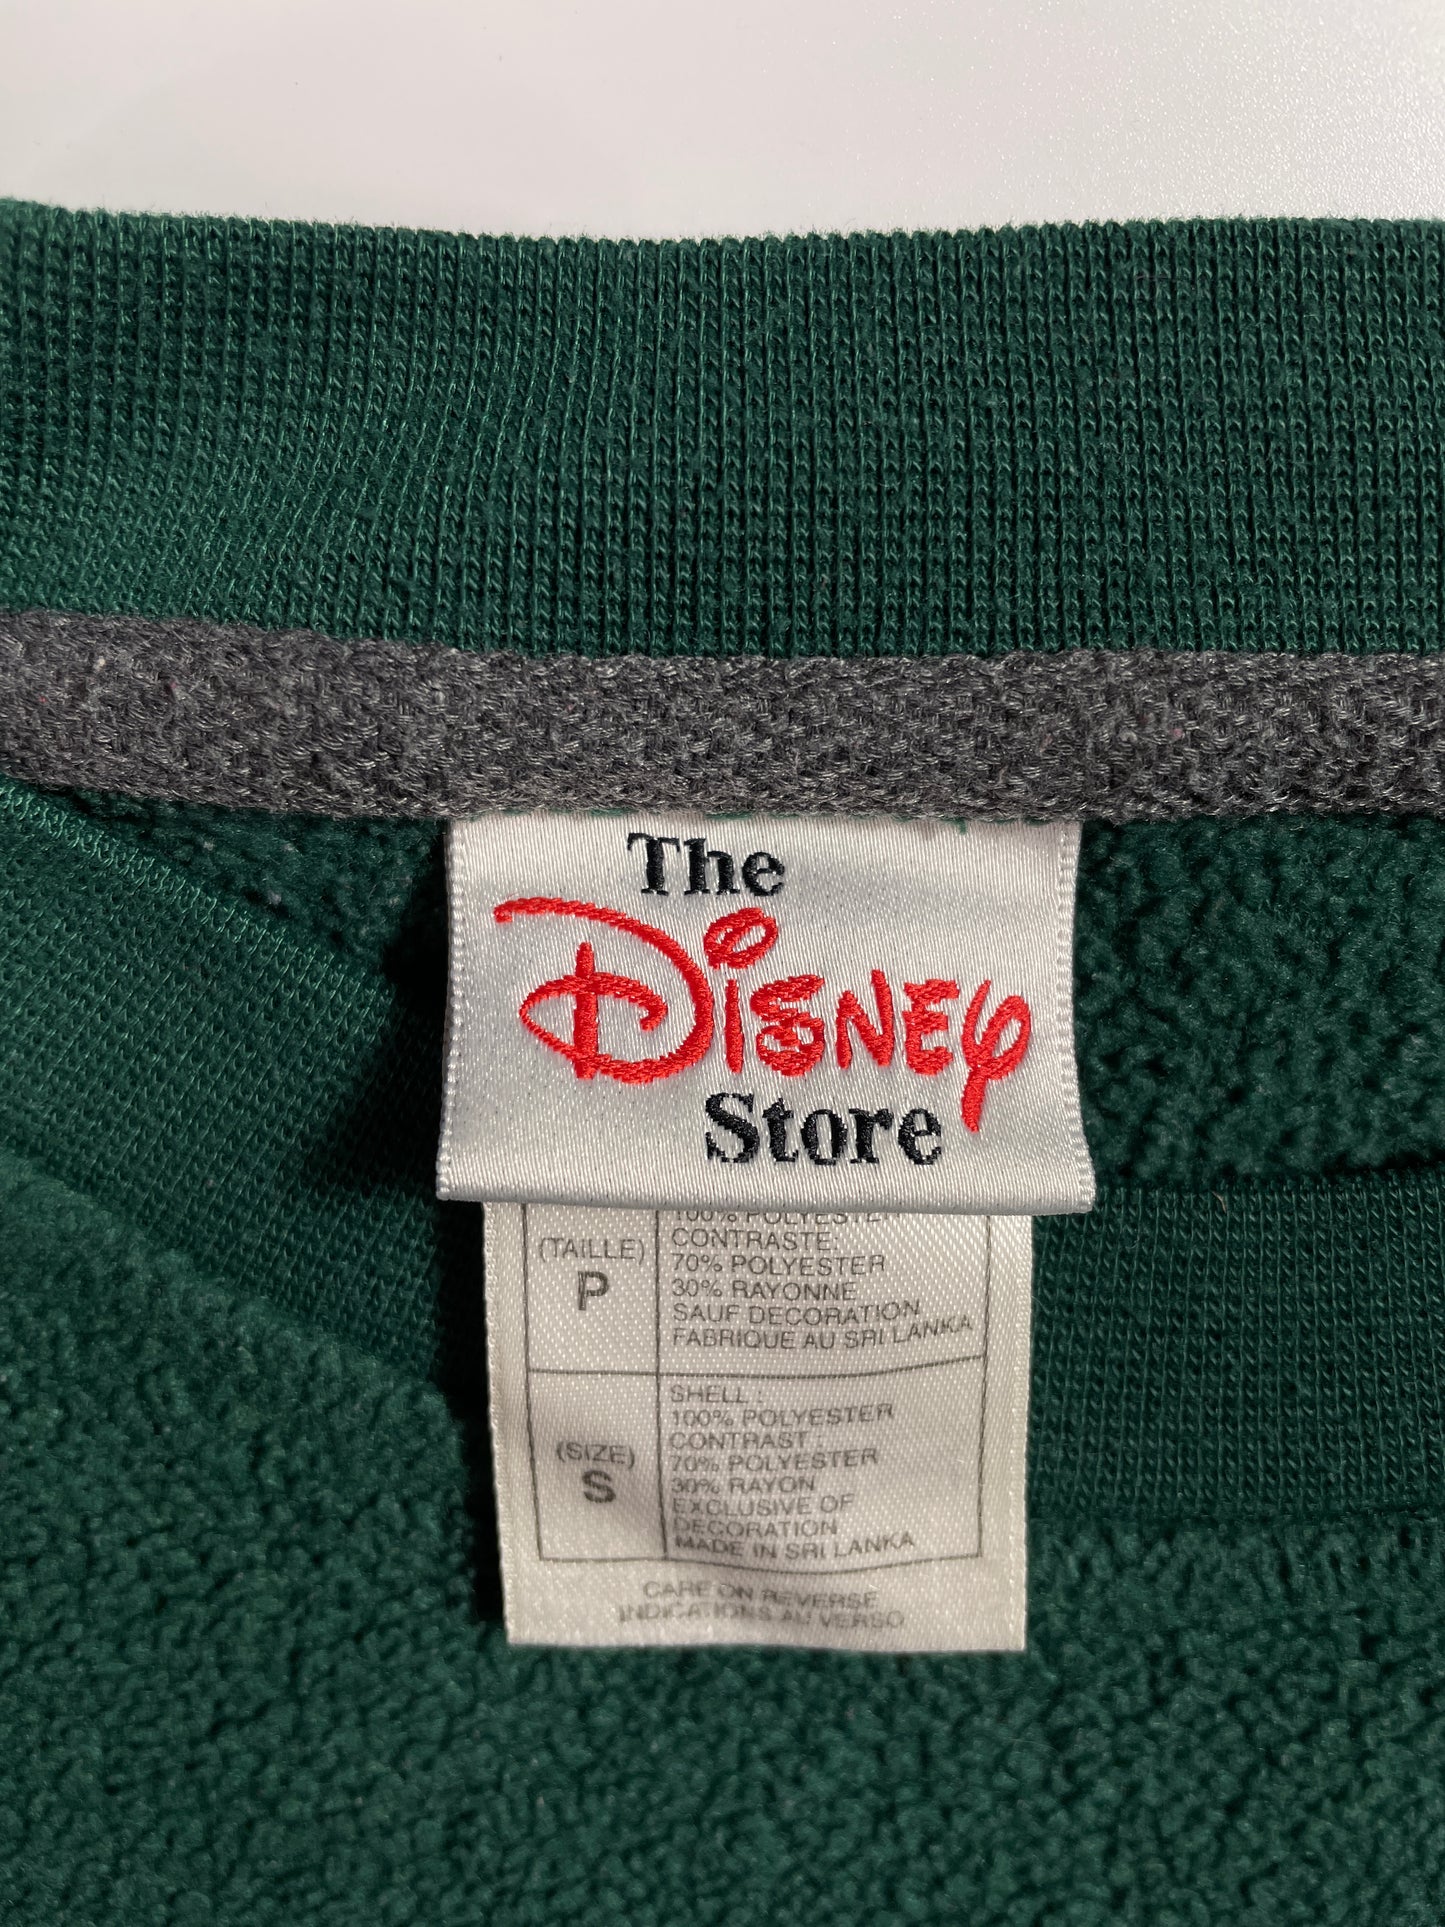 The
Disney
Store
100% POLYESTER
(TAILLE)
P
CONTRASTE:
70% POLYESTER
30% RAYONNE
SAUF DECORATION
FABRIQUE AU SRI LANKA
(SIZE)
S
SHELL :
100% POLYESTER
CONTRAST :
70% POLYESTER
30% RAYON
EXCLUSIVE OF
DECORATION
MADE IN SRI LANKA
CARE ON REVERSE
INDICATIONS AU VERSO